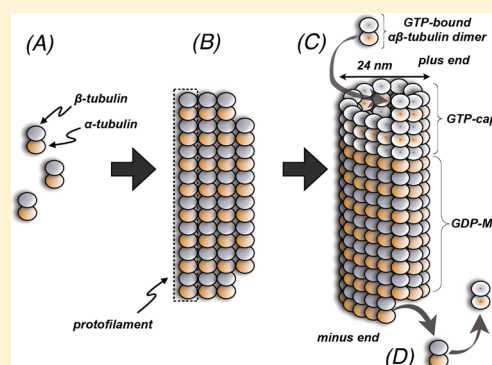 (A)
(B)
(C)
GTP-bound
αβ-tubulin dimer
24 nm
plus end
β-tubulin
α-tubulin
GTP-cap
GDP-M
protofilament
minus end
(D)